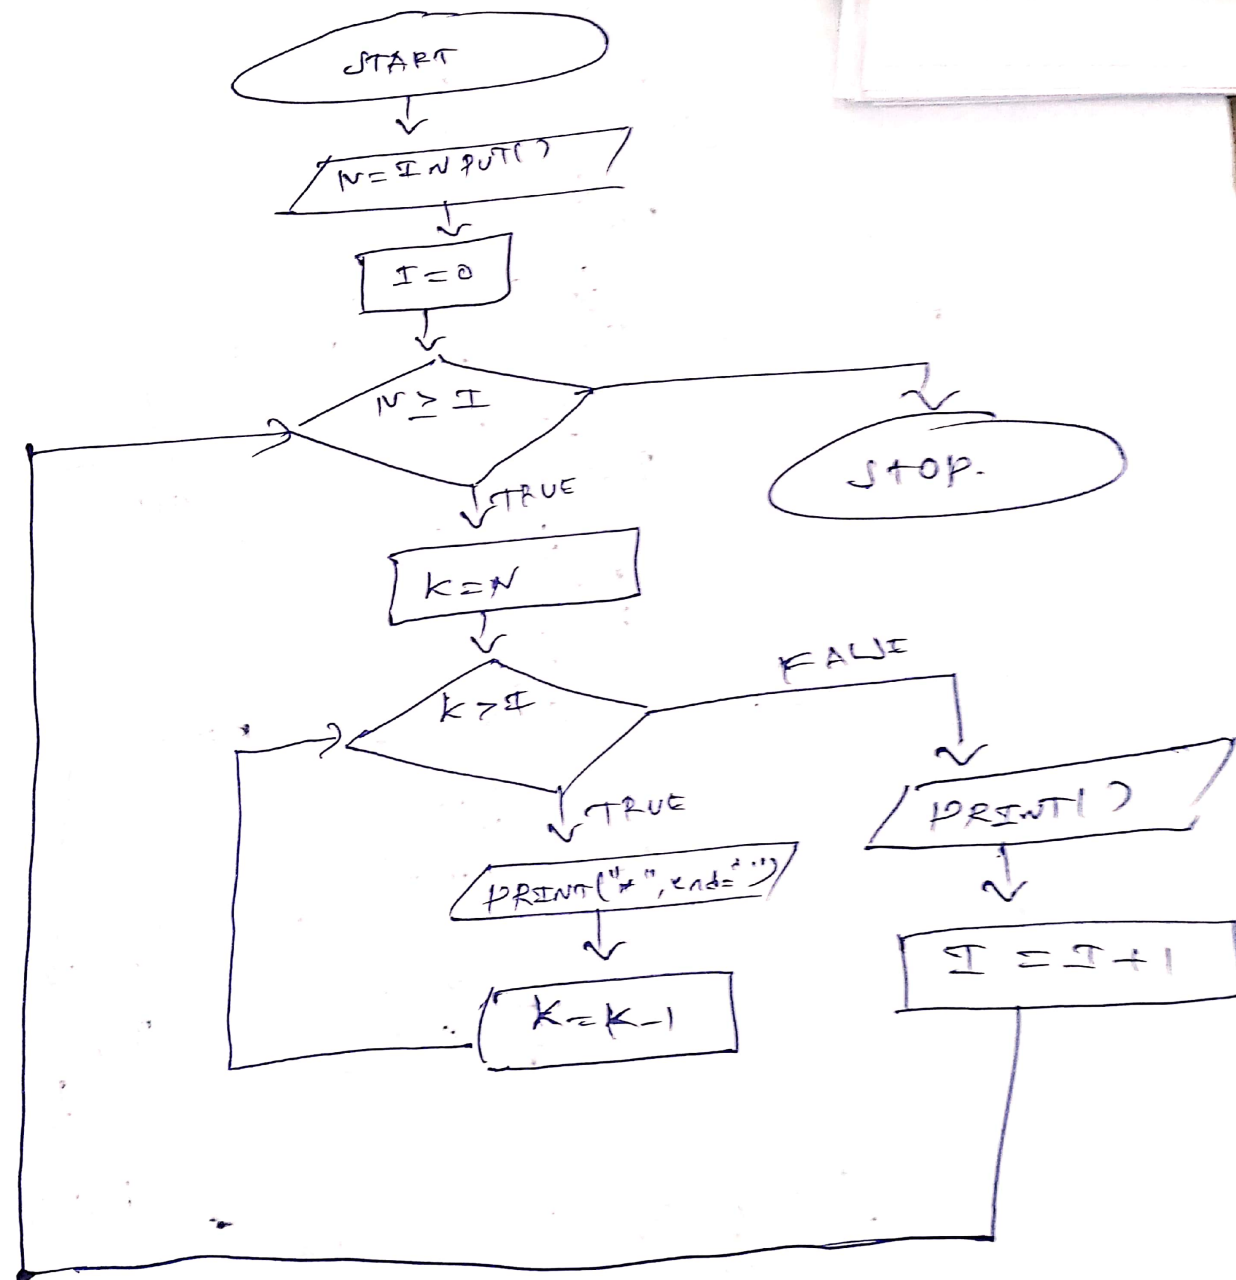 START
N=INPUT()
I=0
N≥I
Stop.
TRUE
K=N
FALSE
K>I
TRUE
PRINT()
PRINT("*",end=" ")
I=I+1
K=K-1